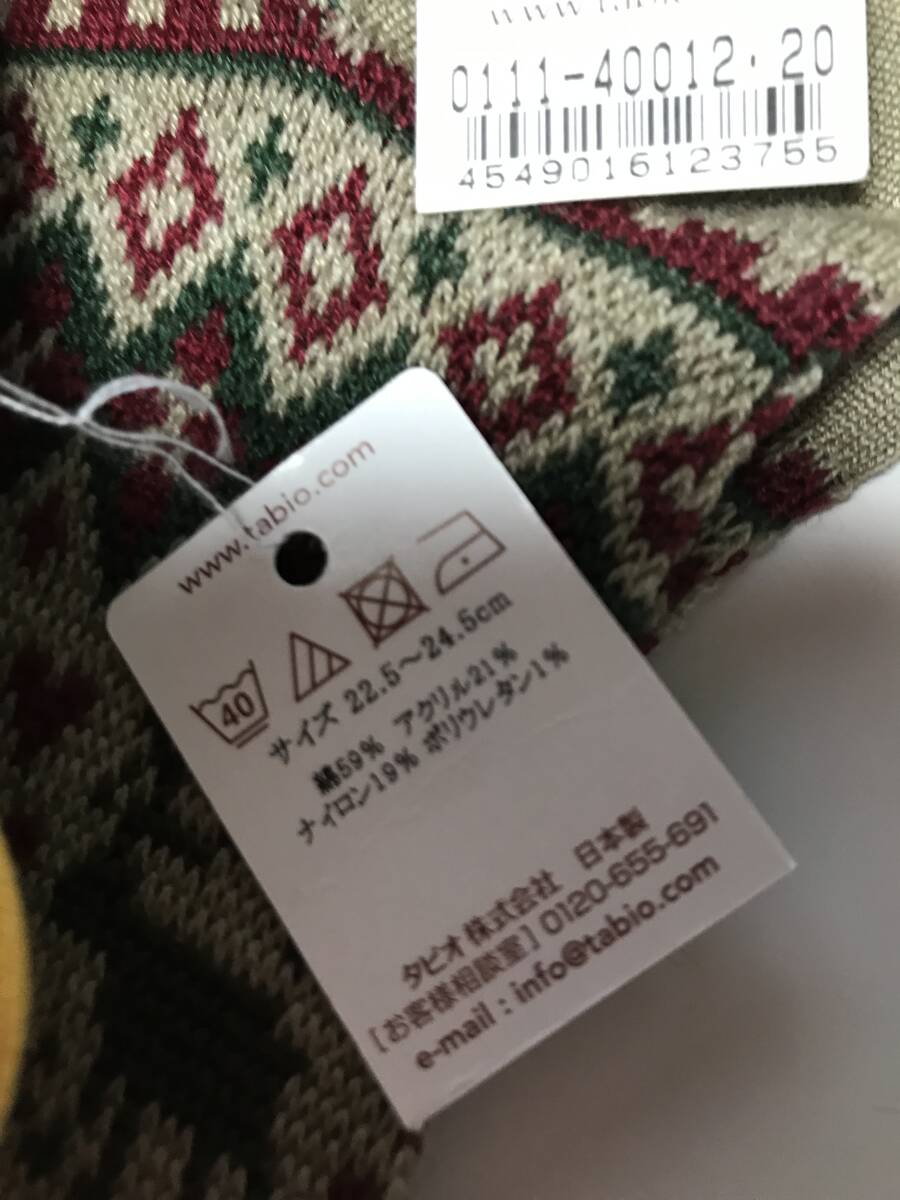 0111-40012・20
4549016123755
www.tabio.com
40
サイズ 22.5～24.5cm
綿59% アクリル21%
ナイロン19% ポリウレタン1%
タビオ株式会社 日本製
[お客様相談室] 0120-655-691
e-mail : info@tabio.com